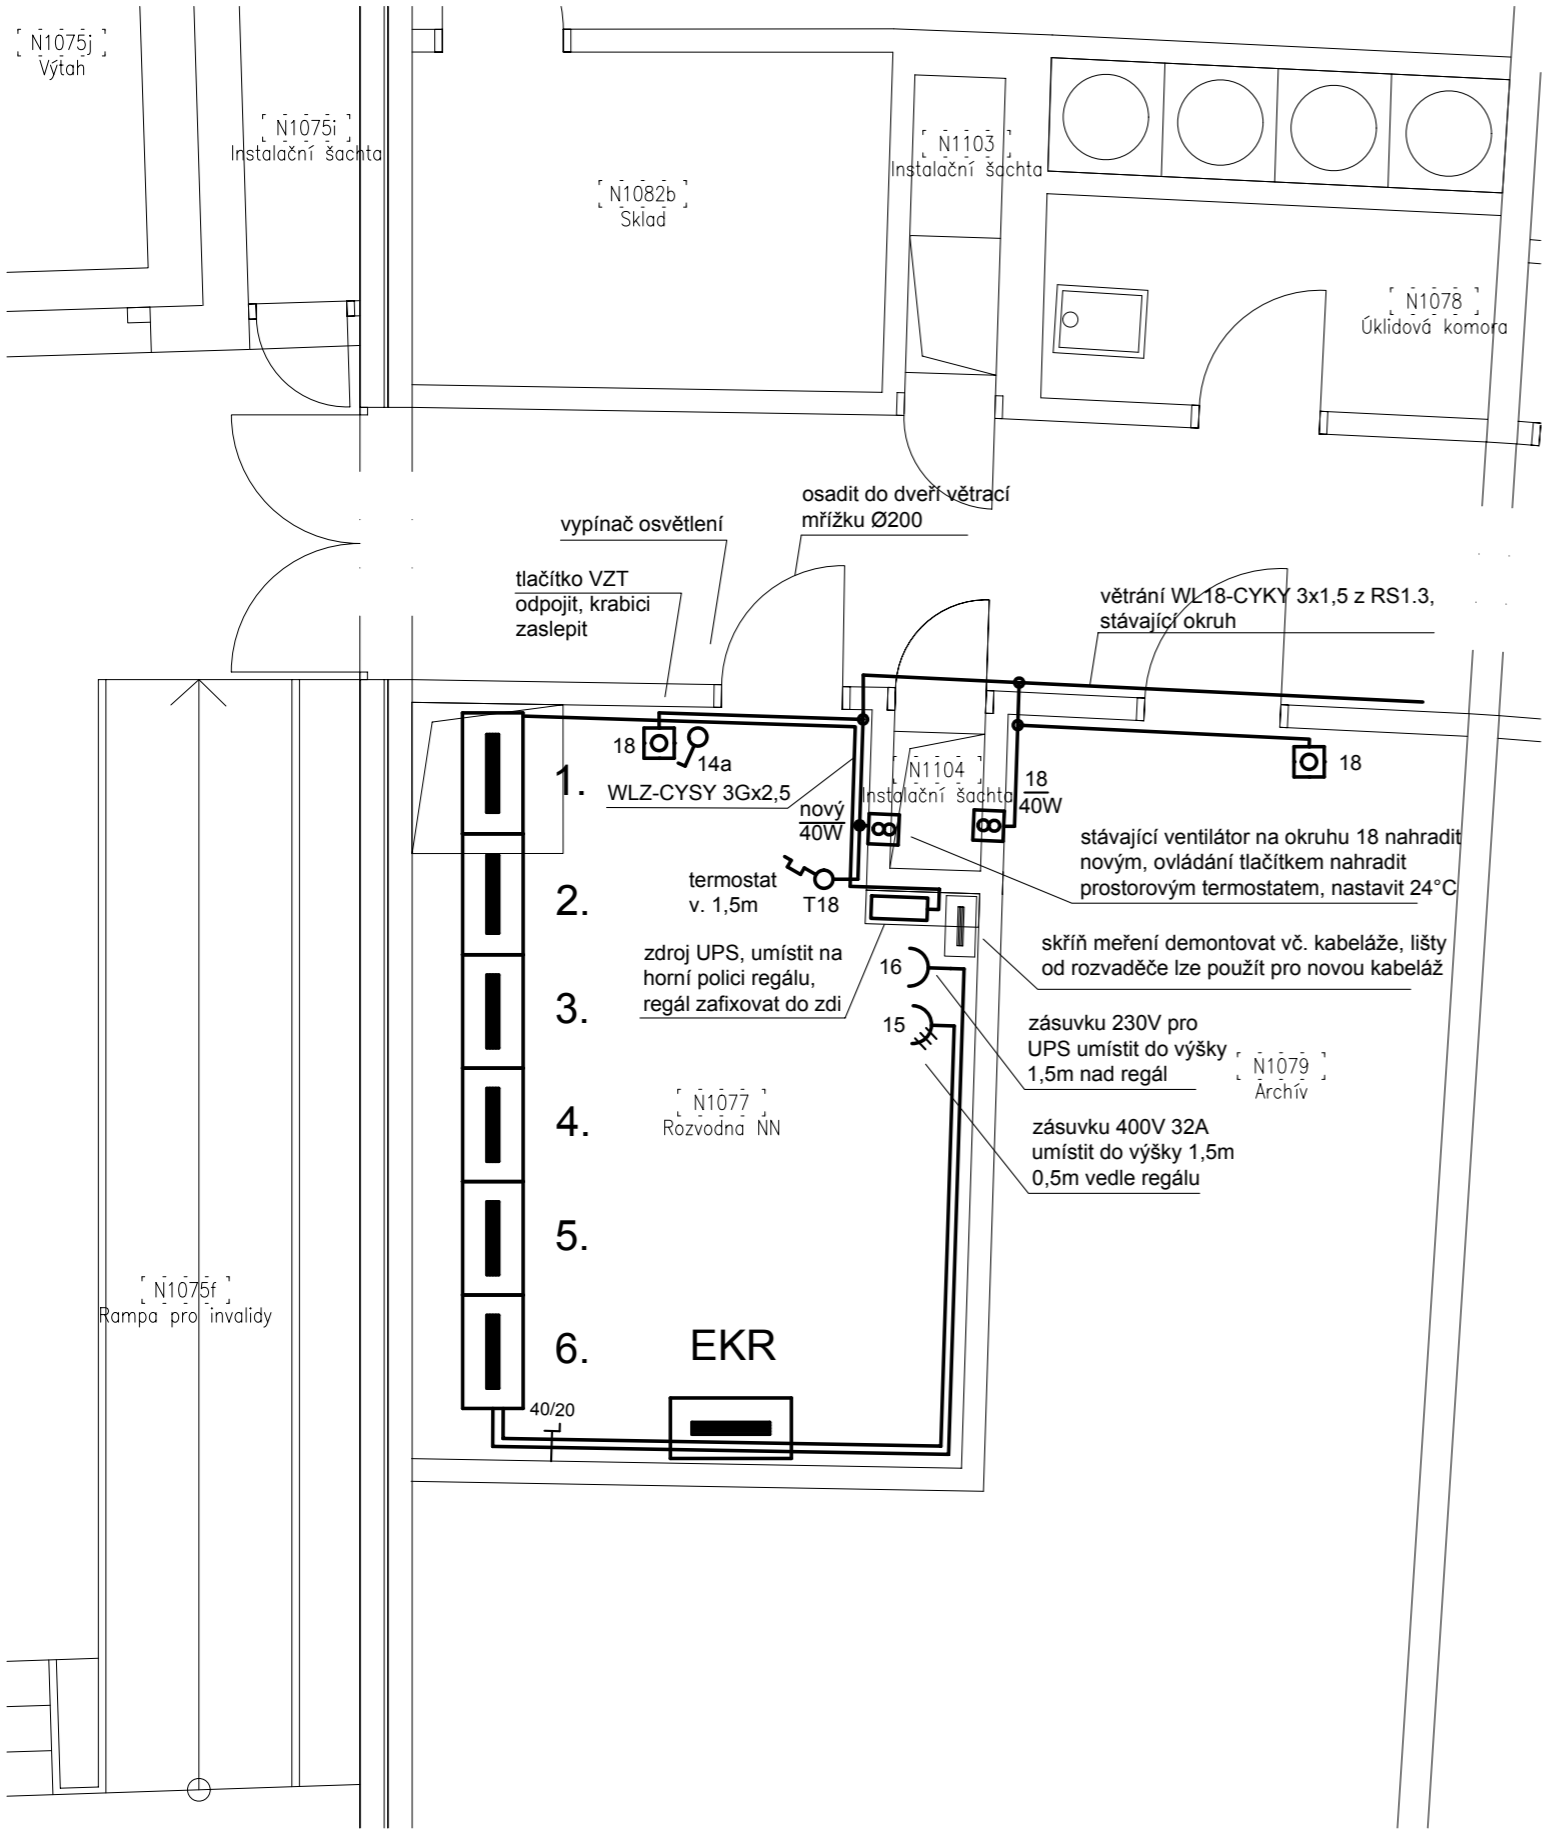 N1075j
Výtah
N1075i
Instalační šachta
N1082b
Sklad
N1103
Instalační šachta
N1078
Úklidová komora
osadit do dveří větrací
mřížku Ø200
vypínač osvětlení
tlačítko VZT
odpojit, krabici
zaslepit
větrání WL18-CYKY 3x1,5 z RS1.3,
stávající okruh
18
14a
WLZ-CYSY 3Gx2,5
1.
N1104
Instalační šachta
nový
40W
18
40W
18
stávající ventilátor na okruhu 18 nahradit
novým, ovládání tlačítkem nahradit
prostorovým termostatem, nastavit 24°C
termostat
v. 1,5m
T18
2.
zdroj UPS, umístit na
horní polici regálu,
regál zafixovat do zdi
skříň meření demontovat vč. kabeláže, lišty
od rozvaděče lze použít pro novou kabeláž
16
15
3.
zásuvku 230V pro
UPS umístit do výšky
1,5m nad regál
N1079
Archív
4.
N1077
Rozvodna NN
zásuvku 400V 32A
umístit do výšky 1,5m
0,5m vedle regálu
5.
N1075f
Rampa pro invalidy
6.
EKR
40/20